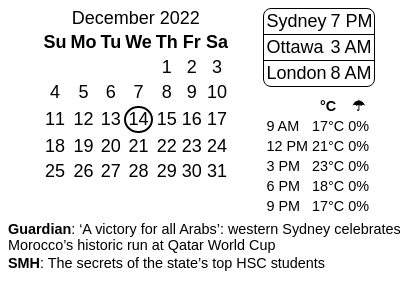 December 2022
Su Mo Tu We Th Fr Sa
1 2 3
4 5 6 7 8 9 10
11 12 13 14 15 16 17
18 19 20 21 22 23 24
25 26 27 28 29 30 31
Sydney 7 PM
Ottawa 3 AM
London 8 AM
°C ☂
9 AM 17°C 0%
12 PM 21°C 0%
3 PM 23°C 0%
6 PM 18°C 0%
9 PM 17°C 0%
Guardian: ‘A victory for all Arabs’: western Sydney celebrates
Morocco’s historic run at Qatar World Cup
SMH: The secrets of the state’s top HSC students